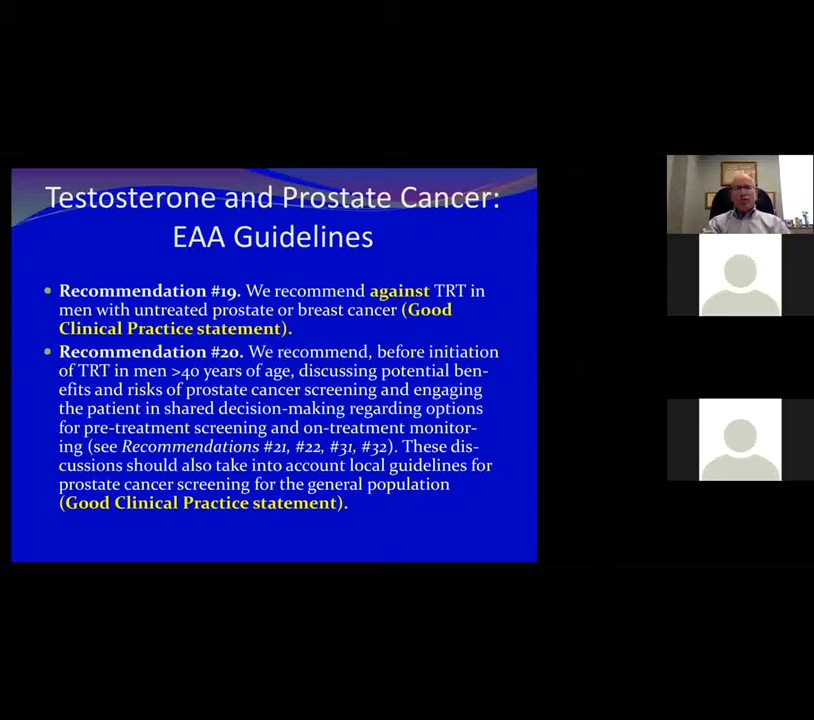 Testosterone and Prostate Cancer:
EAA Guidelines
Recommendation #19. We recommend against TRT in
men with untreated prostate or breast cancer (Good
Clinical Practice statement).
Recommendation #20. We recommend, before initiation
of TRT in men >40 years of age, discussing potential ben-
efits and risks of prostate cancer screening and engaging
the patient in shared decision-making regarding options
for pre-treatment screening and on-treatment monitor-
ing (see Recommendations #21, #22, #31, #32). These dis-
cussions should also take into account local guidelines for
prostate cancer screening for the general population
(Good Clinical Practice statement).